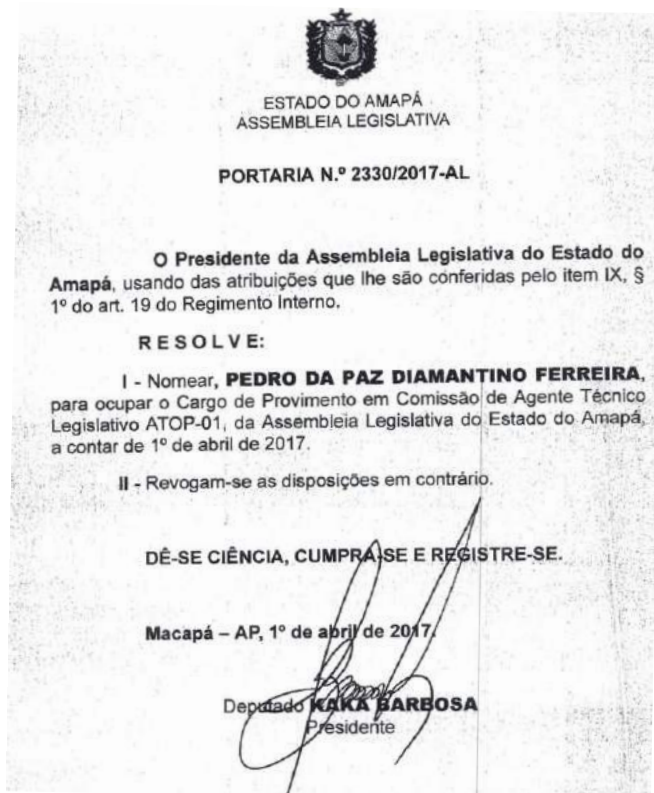 ESTADO DO AMAPÁ
ASSEMBLEIA LEGISLATIVA
PORTARIA N.º 2330/2017-AL
O Presidente da Assembleia Legislativa do Estado do
Amapá, usando das atribuições que lhe são conferidas pelo item IX, §
1º do art. 19 do Regimento Interno.
R E S O L V E:
I - Nomear, PEDRO DA PAZ DIAMANTINO FERREIRA,
para ocupar o Cargo de Provimento em Comissão de Agente Técnico
Legislativo ATOP-01, da Assembleia Legislativa do Estado do Amapá,
a contar de 1º de abril de 2017.
II - Revogam-se as disposições em contrário.
DÊ-SE CIÊNCIA, CUMPRA-SE E REGISTRE-SE.
Macapá – AP, 1º de abril de 2017.
Deputado KAKA BARBOSA
Presidente